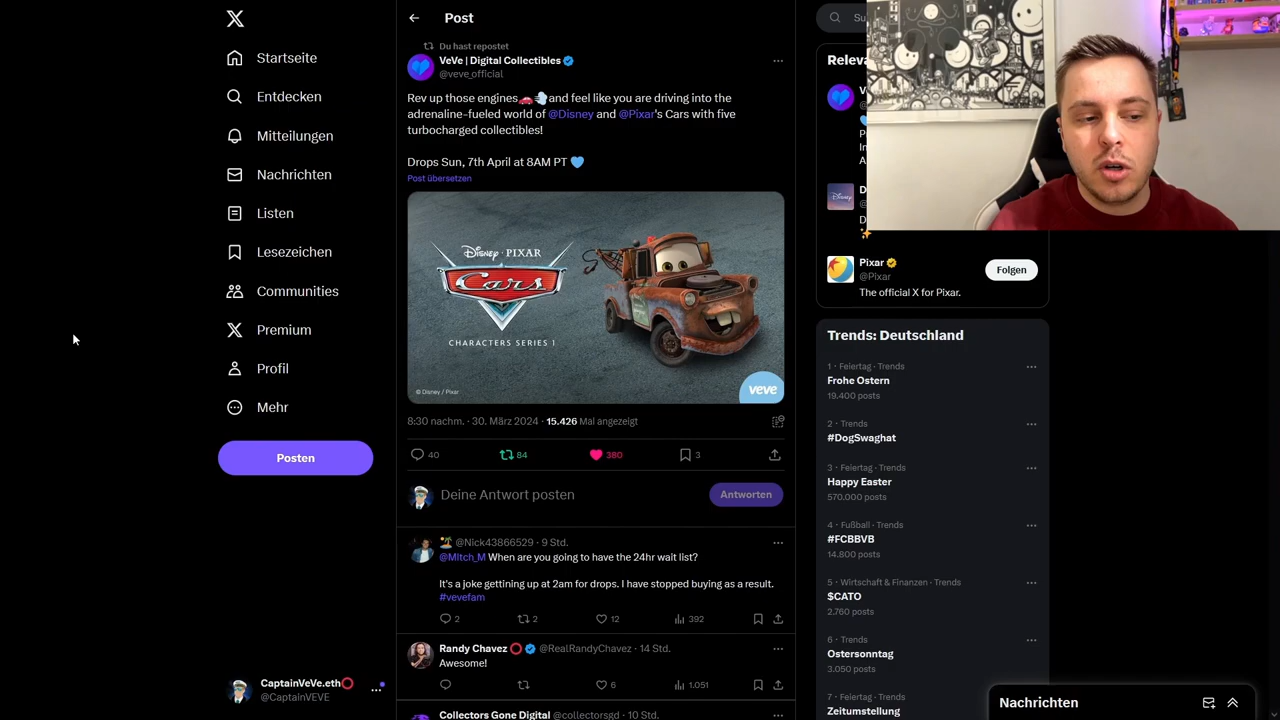 Startseite
Entdecken
Mitteilungen
Nachrichten
Listen
Lesezeichen
Communities
Premium
Profil
Mehr
Posten
CaptainVeVe.eth
@CaptainVEVE
Post
Du hast repostet
VeVe | Digital Collectibles
@veve_official
Rev up those engines🚗💨and feel like you are driving into the
adrenaline-fueled world of @Disney and @Pixar's Cars with five
turbocharged collectibles!
Drops Sun, 7th April at 8AM PT 🩵
Post übersetzen
Disney · PIXAR
Cars
CHARACTERS SERIES 1
© Disney / Pixar
veve
8:30 nachm. · 30. März 2024 · 15.426 Mal angezeigt
40 84 380 3
Deine Antwort posten
Antworten
🏝️ @Nick43866529 · 9 Std.
@MItch_M When are you going to have the 24hr wait list?
It's a joke gettining up at 2am for drops. I have stopped buying as a result.
#vevefam
2 2 12 392
Randy Chavez ⭕ @RealRandyChavez · 14 Std.
Awesome!
6 1.051
Collectors Gone Digital @collectorsgd · 10 Std.
Su
Releva
V
@
P
In
A
Disney
D
@
D
✨
Pixar
@Pixar
The official X for Pixar.
Folgen
Trends: Deutschland
1 · Feiertag · Trends
Frohe Ostern
19.400 posts
2 · Trends
#DogSwaghat
3 · Feiertag · Trends
Happy Easter
570.000 posts
4 · Fußball · Trends
#FCBBVB
14.800 posts
5 · Wirtschaft & Finanzen · Trends
$CATO
2.760 posts
6 · Trends
Ostersonntag
3.050 posts
7 · Feiertag · Trends
Zeitumstellung
Nachrichten